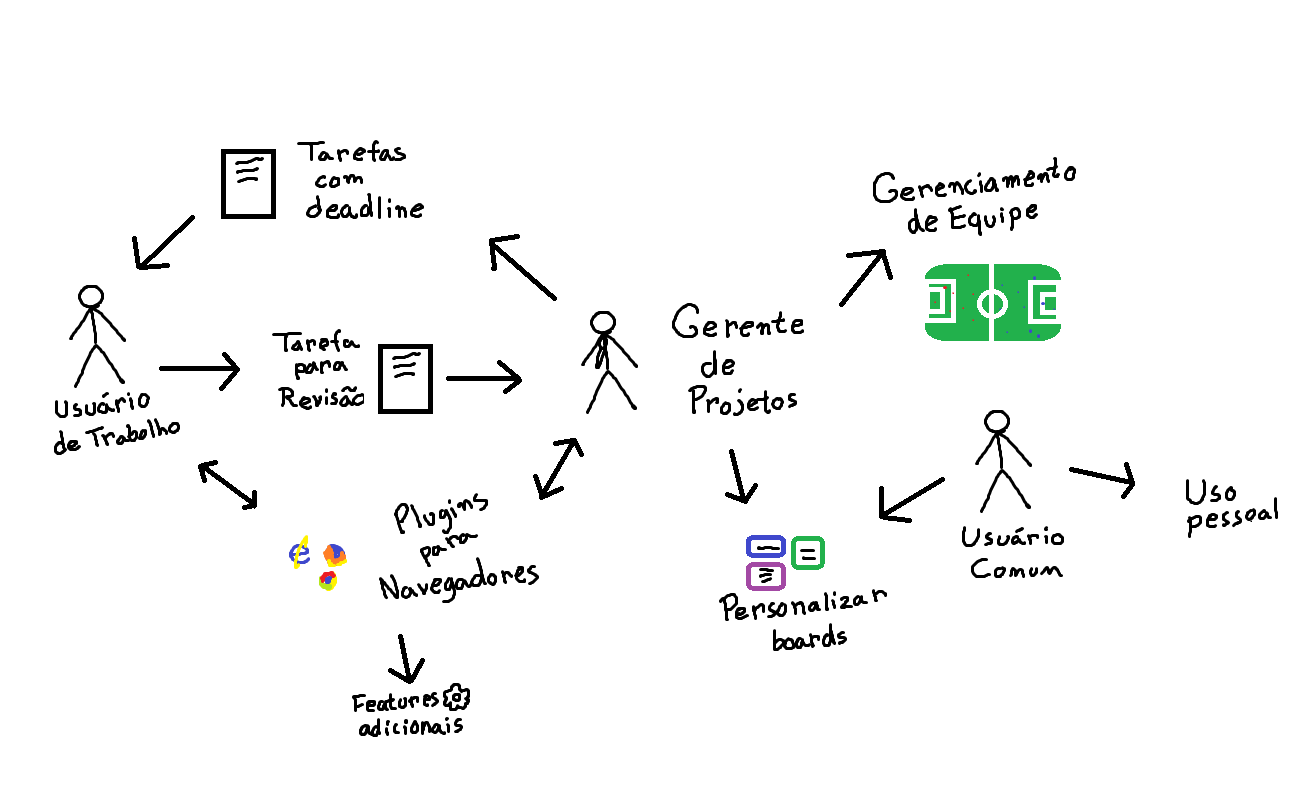 Tarefas
com
deadline
Gerenciamento
de Equipe
Tarefa
para
Revisão
Gerente
de
Projetos
Usuário
de Trabalho
Plugins
para
Navegadores
Uso
pessoal
Usuário
Comum
Personalizar
boards
Features
adicionais